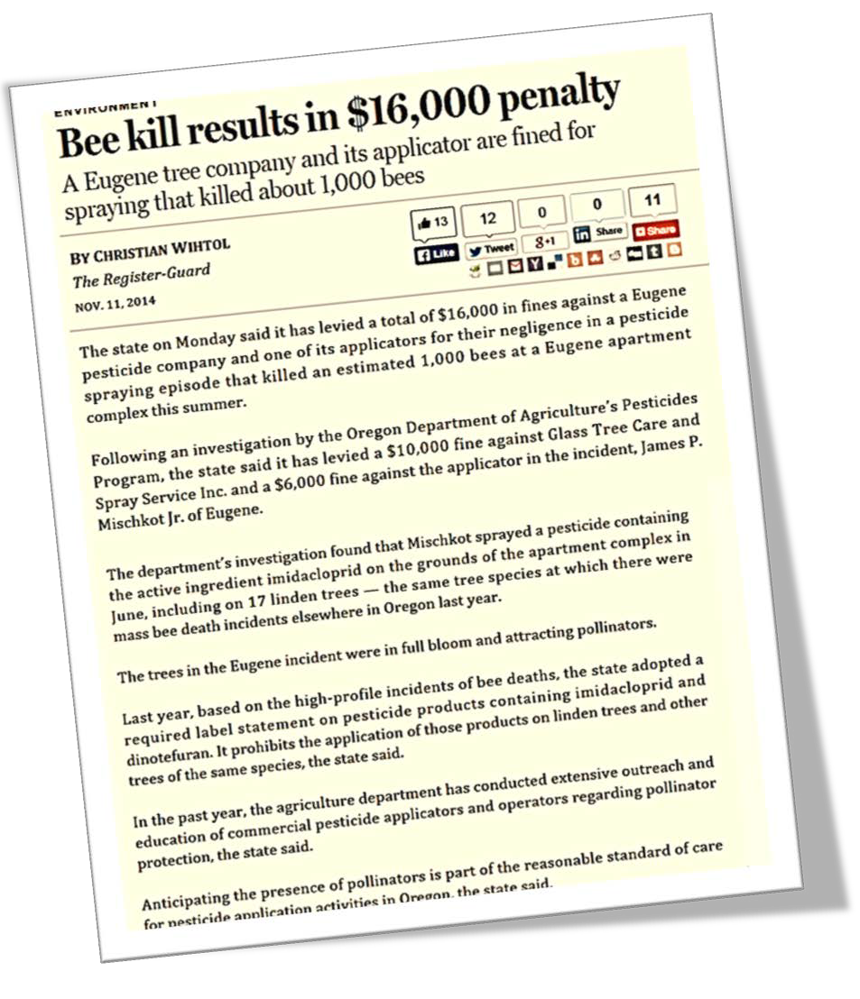 ENVIRONMENT
Bee kill results in $16,000 penalty
A Eugene tree company and its applicator are fined for
spraying that killed about 1,000 bees
BY CHRISTIAN WIHTOL
The Register-Guard
NOV. 11, 2014
13
12
0
0
11
Like
Tweet
g+1
in Share
Share
The state on Monday said it has levied a total of $16,000 in fines against a Eugene
pesticide company and one of its applicators for their negligence in a pesticide
spraying episode that killed an estimated 1,000 bees at a Eugene apartment
complex this summer.
Following an investigation by the Oregon Department of Agriculture's Pesticides
Program, the state said it has levied a $10,000 fine against Glass Tree Care and
Spray Service Inc. and a $6,000 fine against the applicator in the incident, James P.
Mischkot Jr. of Eugene.
The department's investigation found that Mischkot sprayed a pesticide containing
the active ingredient imidacloprid on the grounds of the apartment complex in
June, including on 17 linden trees — the same tree species at which there were
mass bee death incidents elsewhere in Oregon last year.
The trees in the Eugene incident were in full bloom and attracting pollinators.
Last year, based on the high-profile incidents of bee deaths, the state adopted a
required label statement on pesticide products containing imidacloprid and
dinotefuran. It prohibits the application of those products on linden trees and other
trees of the same species, the state said.
In the past year, the agriculture department has conducted extensive outreach and
education of commercial pesticide applicators and operators regarding pollinator
protection, the state said.
Anticipating the presence of pollinators is part of the reasonable standard of care
for pesticide application activities in Oregon, the state said.